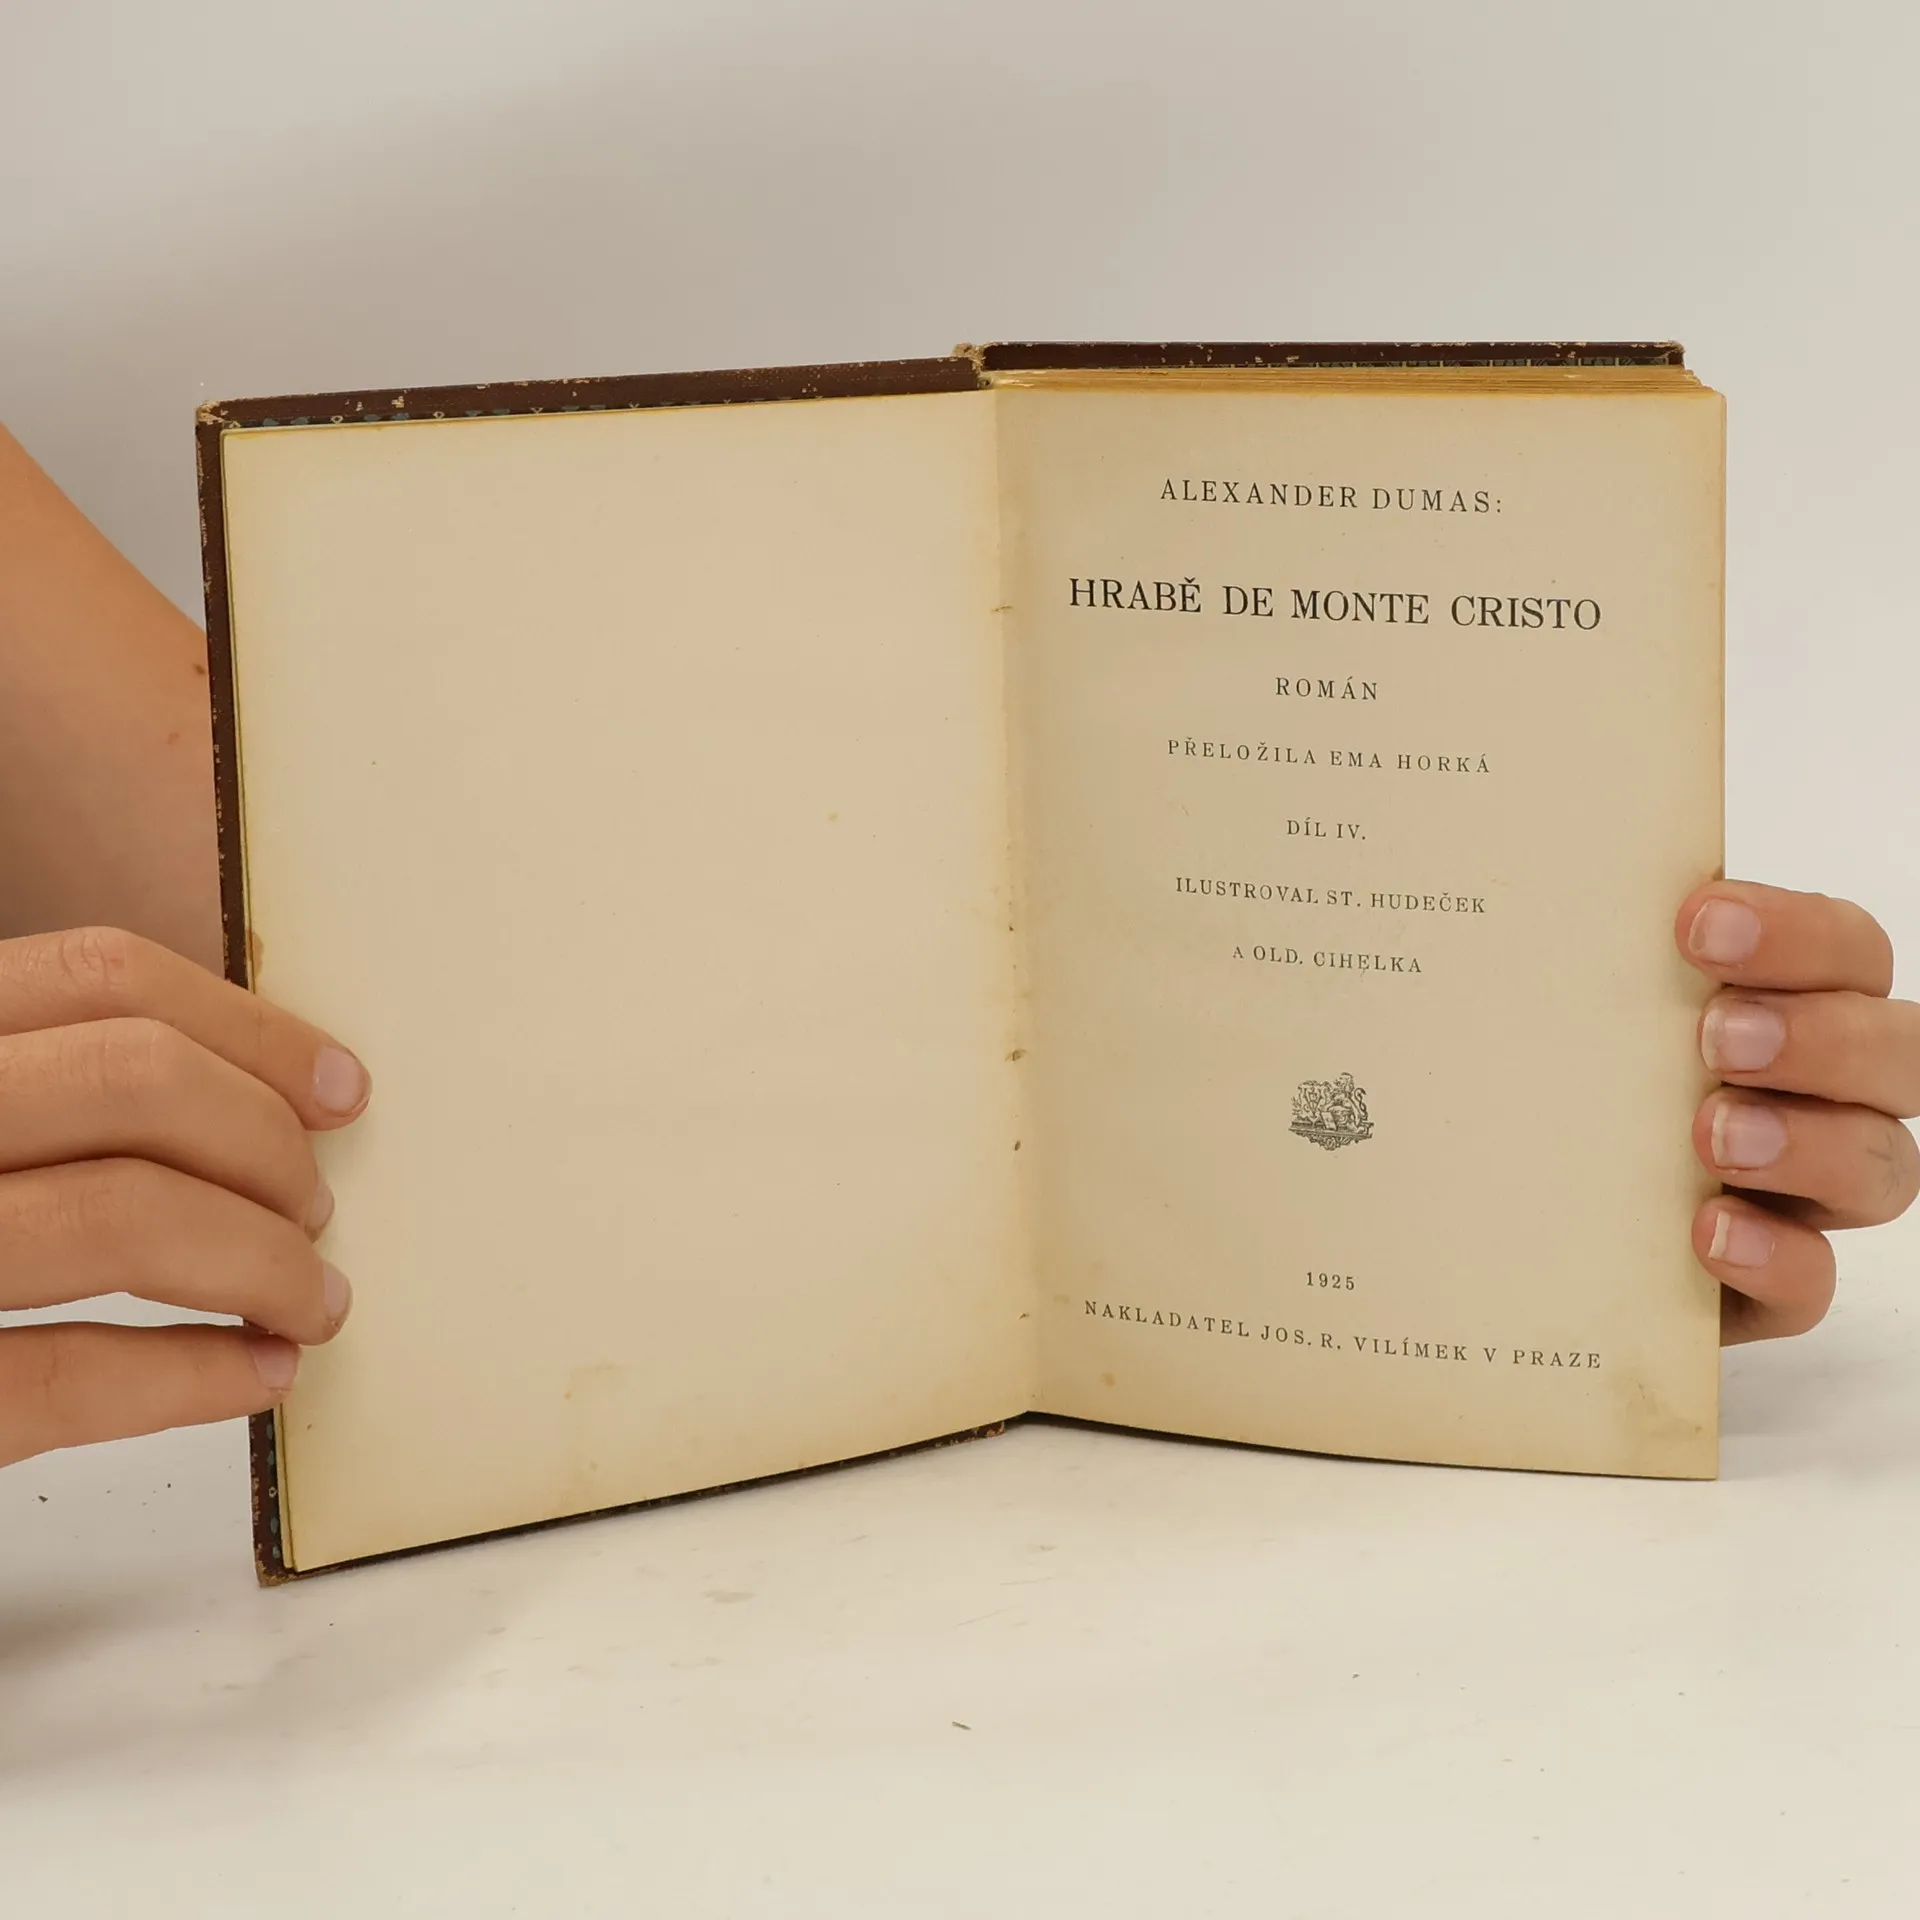 ALEXANDER DUMAS:
HRABĚ DE MONTE CRISTO
ROMÁN
PŘELOŽILA EMA HORKÁ
DÍL IV.
ILUSTROVAL ST. HUDEČEK
A OLD. CIHELKA
1925
NAKLADATEL JOS. R. VILÍMEK V PRAZE